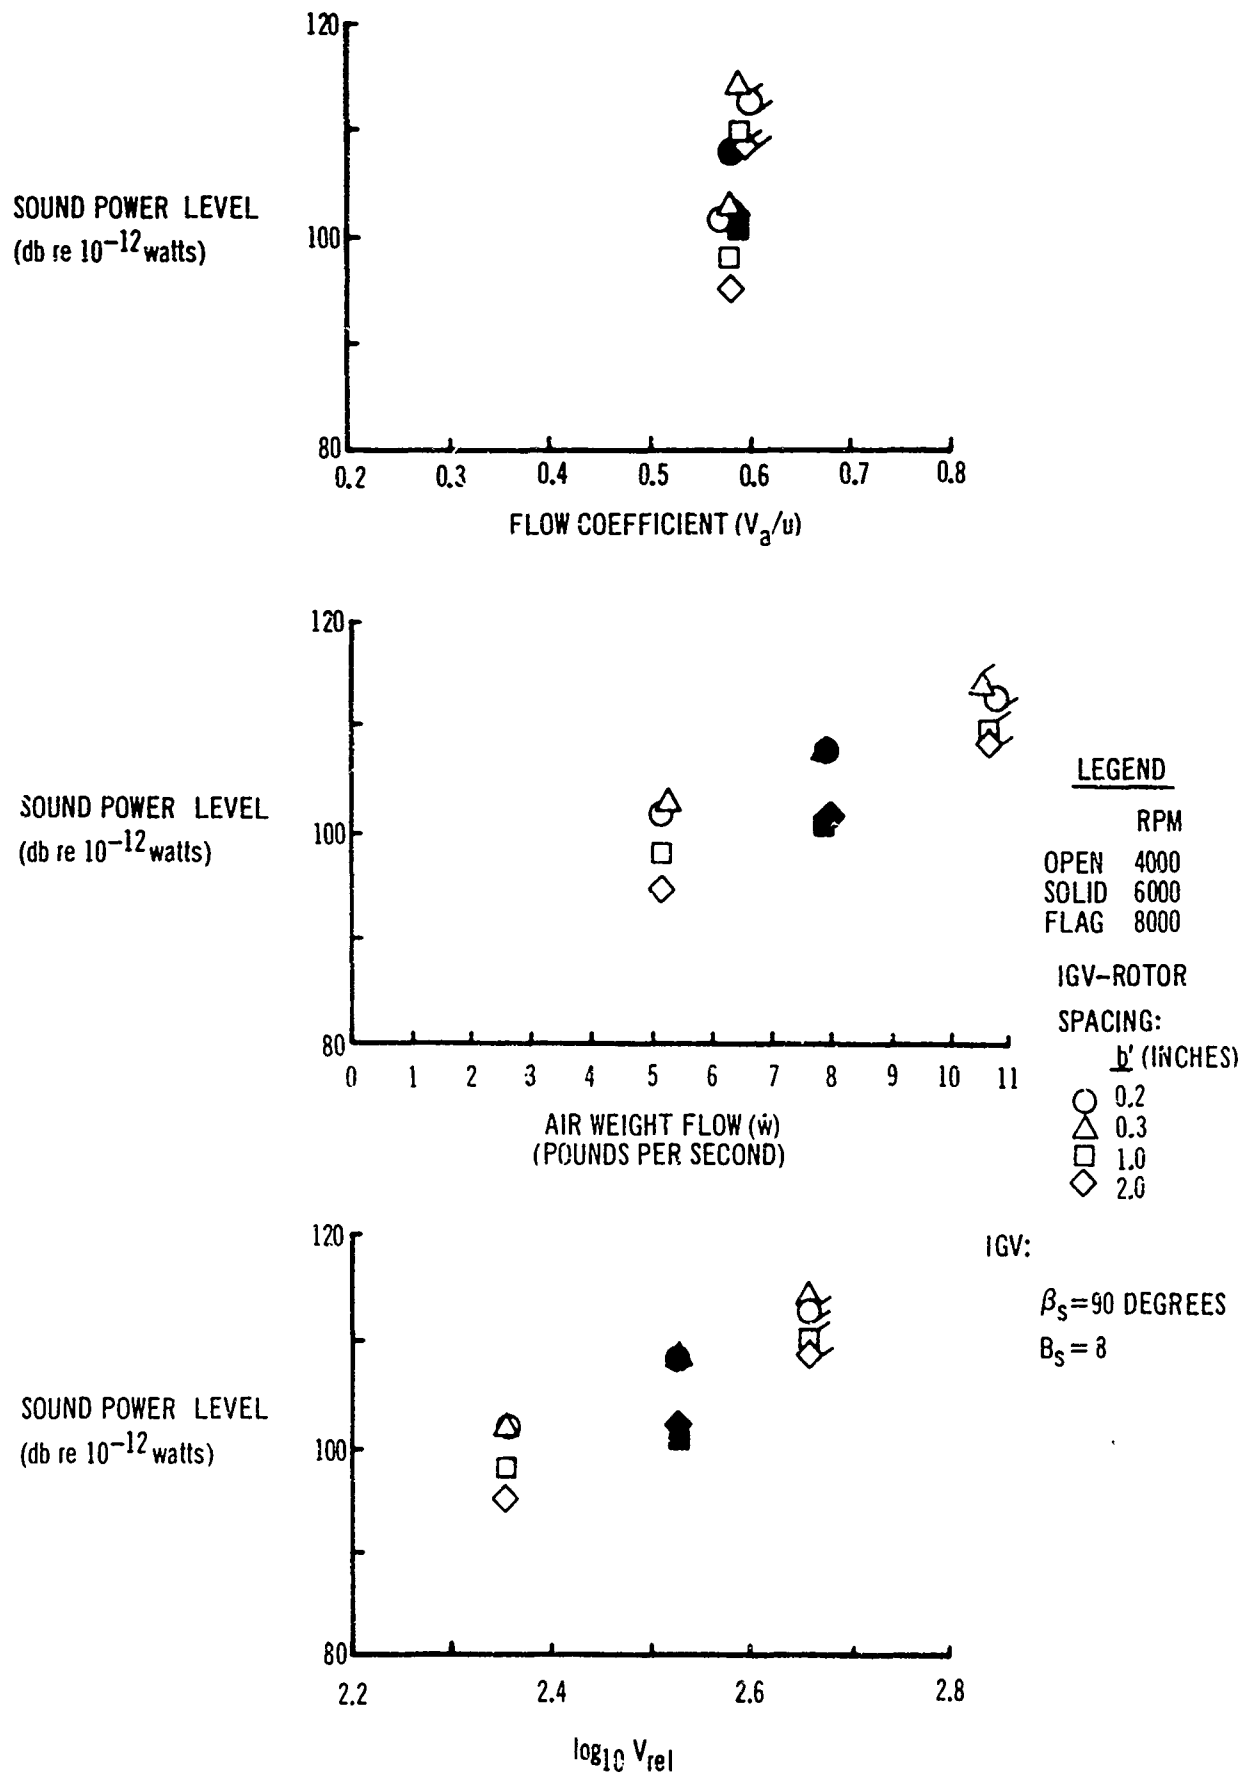 120
SOUND POWER LEVEL
(db re 10⁻¹² watts)
100
80
0.2 0.3 0.4 0.5 0.6 0.7 0.8
FLOW COEFFICIENT (Vₐ/u)
120
SOUND POWER LEVEL
(db re 10⁻¹² watts)
100
80
0 1 2 3 4 5 6 7 8 9 10 11
AIR WEIGHT FLOW (ẇ)
(POUNDS PER SECOND)
LEGEND
RPM
OPEN 4000
SOLID 6000
FLAG 8000
IGV-ROTOR
SPACING:
b' (INCHES)
0.2
0.3
1.0
2.0
IGV:
βₛ=90 DEGREES
Bₛ=8
120
SOUND POWER LEVEL
(db re 10⁻¹² watts)
100
80
2.2 2.4 2.6 2.8
log₁₀ Vrel